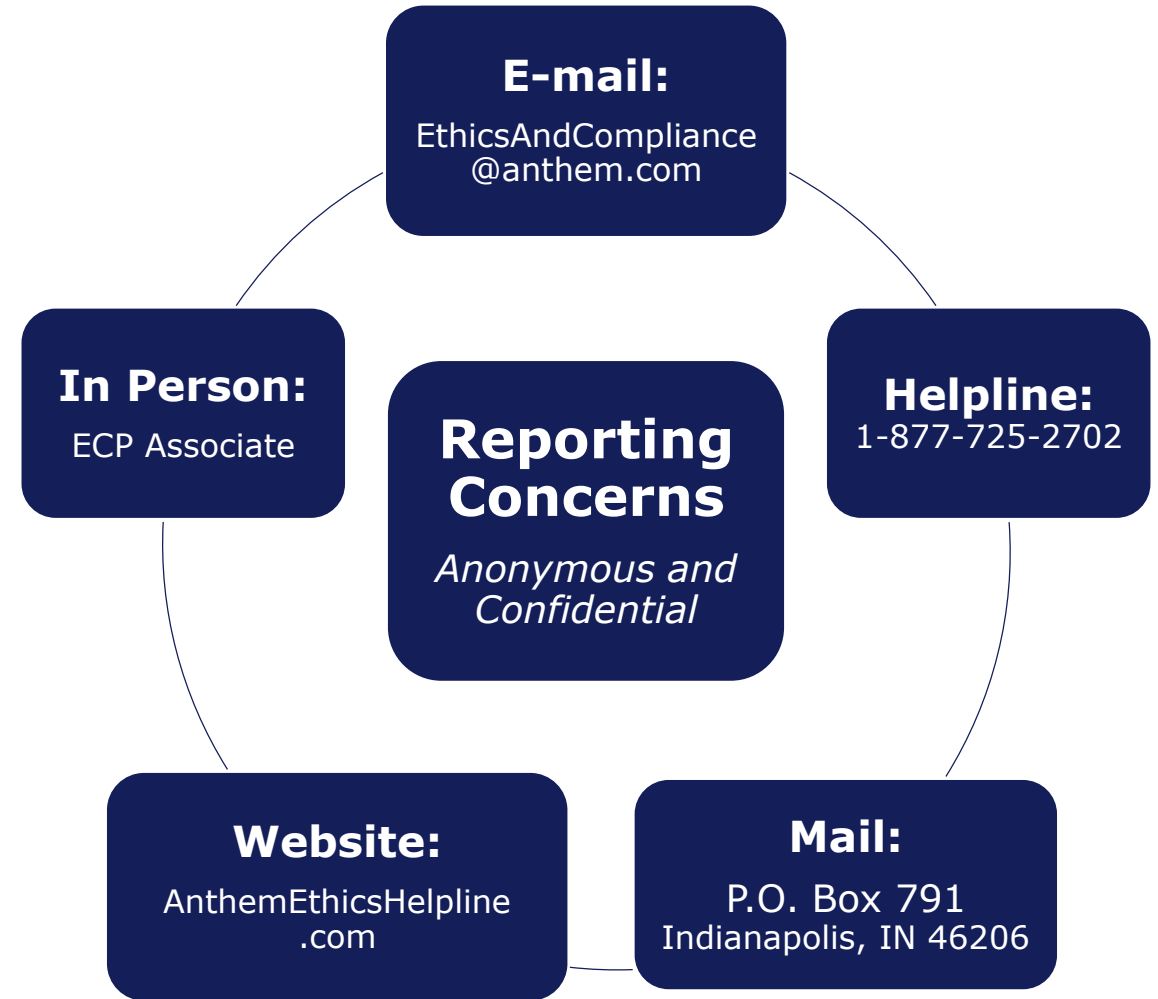 E-mail:
EthicsAndCompliance
@anthem.com
In Person:
ECP Associate
Reporting
Concerns
Anonymous and
Confidential
Helpline:
1-877-725-2702
Website:
AnthemEthicsHelpline
.com
Mail:
P.O. Box 791
Indianapolis, IN 46206